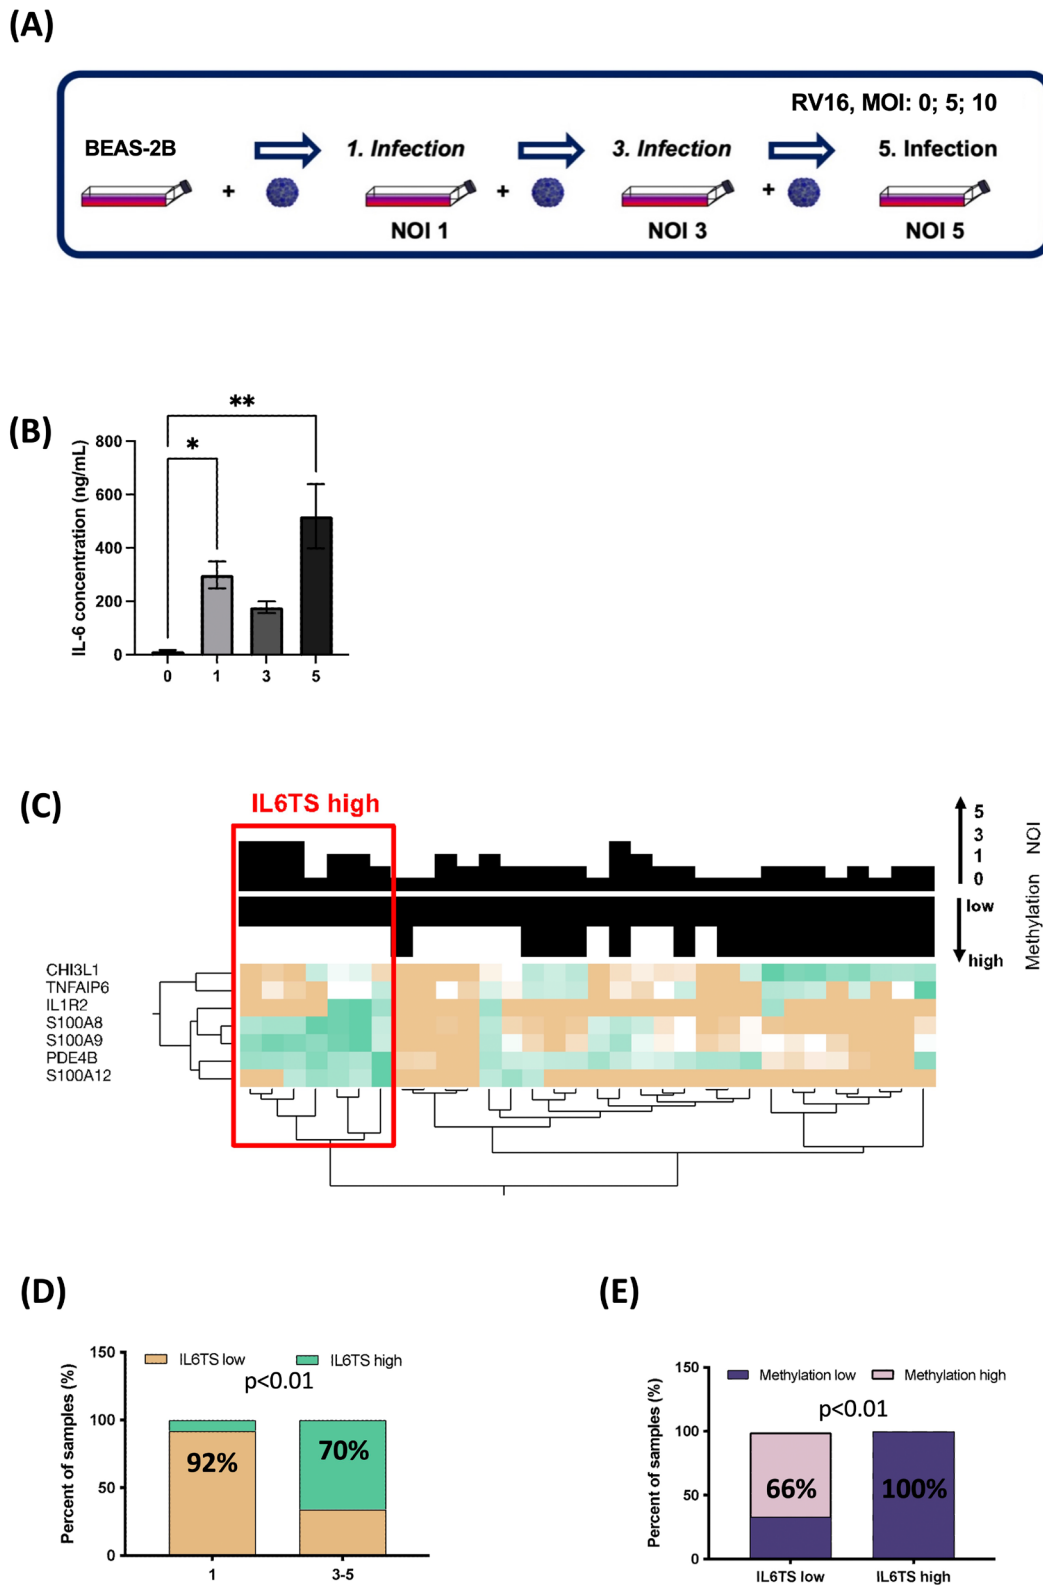 (A)
RV16, MOI: 0; 5; 10
BEAS-2B + 1. Infection + 3. Infection + 5. Infection
NOI 1 NOI 3 NOI 5
(B)
** 
*
IL-6 concentration (ng/mL)
800
600
400
200
0
0 1 3 5
(C)
IL6TS high
5
3
1
0
NOI
low
high
Methylation
CHI3L1
TNFAIP6
IL1R2
S100A8
S100A9
PDE4B
S100A12
(D)
IL6TS low IL6TS high
p<0.01
Percent of samples (%)
150
100
50
0
92% 70%
1 3-5
(E)
Methylation low Methylation high
p<0.01
Percent of samples (%)
150
100
50
0
66% 100%
IL6TS low IL6TS high